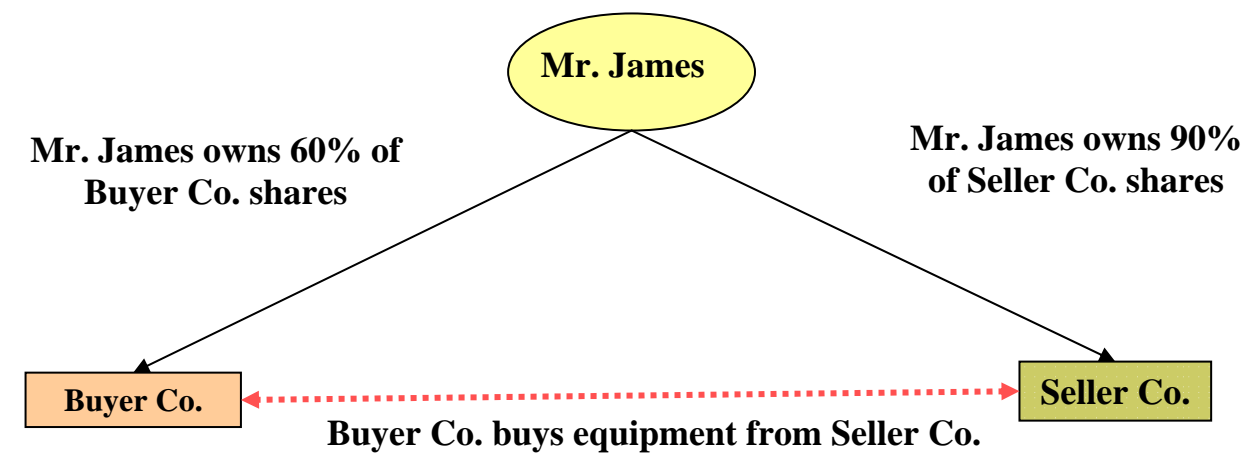 Mr. James
Mr. James owns 60% of
Buyer Co. shares
Mr. James owns 90%
of Seller Co. shares
Buyer Co.
Seller Co.
Buyer Co. buys equipment from Seller Co.